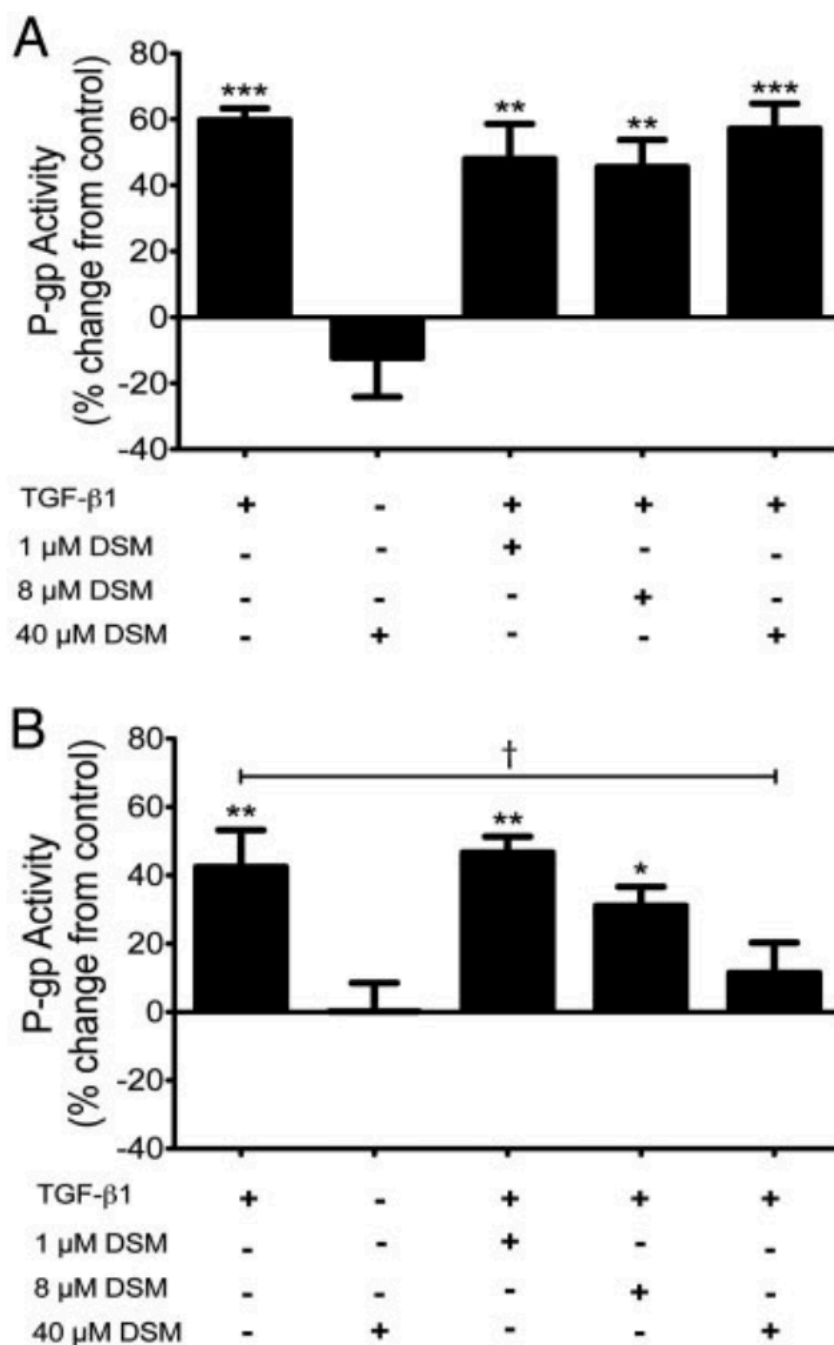 A
P-gp Activity
(% change from control)
80
60
40
20
0
-20
-40
*** ** ** ***
TGF-β1 + - + + +
1 µM DSM - - + - -
8 µM DSM - - - + -
40 µM DSM - + - - +
B
P-gp Activity
(% change from control)
80
60
40
20
0
-20
-40
†
** ** *
TGF-β1 + - + + +
1 µM DSM - - + - -
8 µM DSM - - - + -
40 µM DSM - + - - +